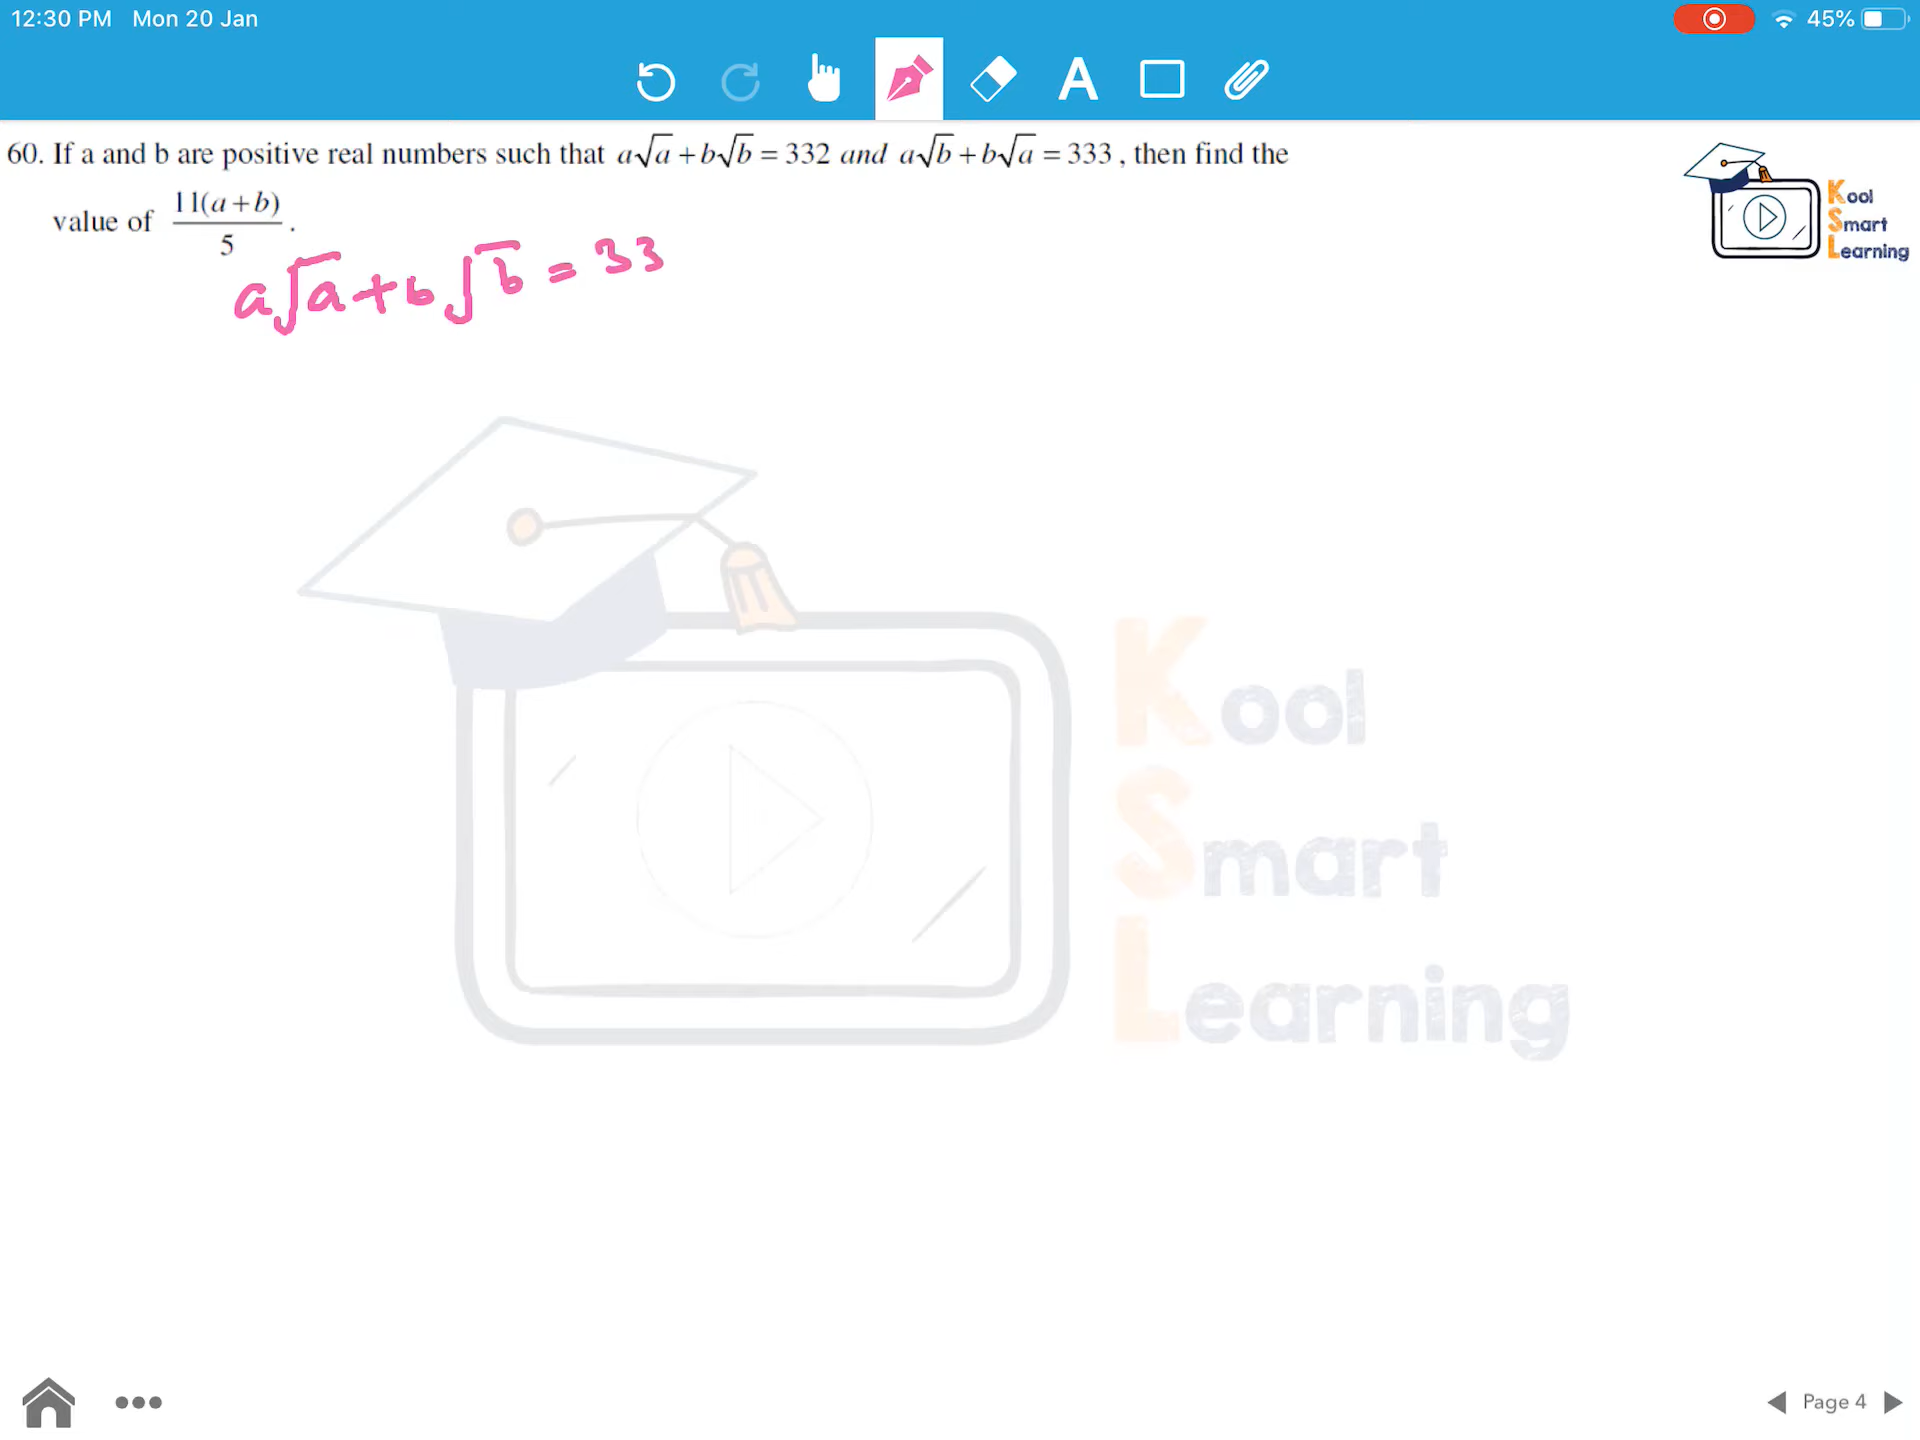 12:30 PM Mon 20 Jan
45%
A
60. If a and b are positive real numbers such that a√a + b√b = 332 and a√b + b√a = 333, then find the
value of 11(a+b)/5.
Kool
Smart
Learning
a√a + b√b = 33
Kool
Smart
Learning
Page 4